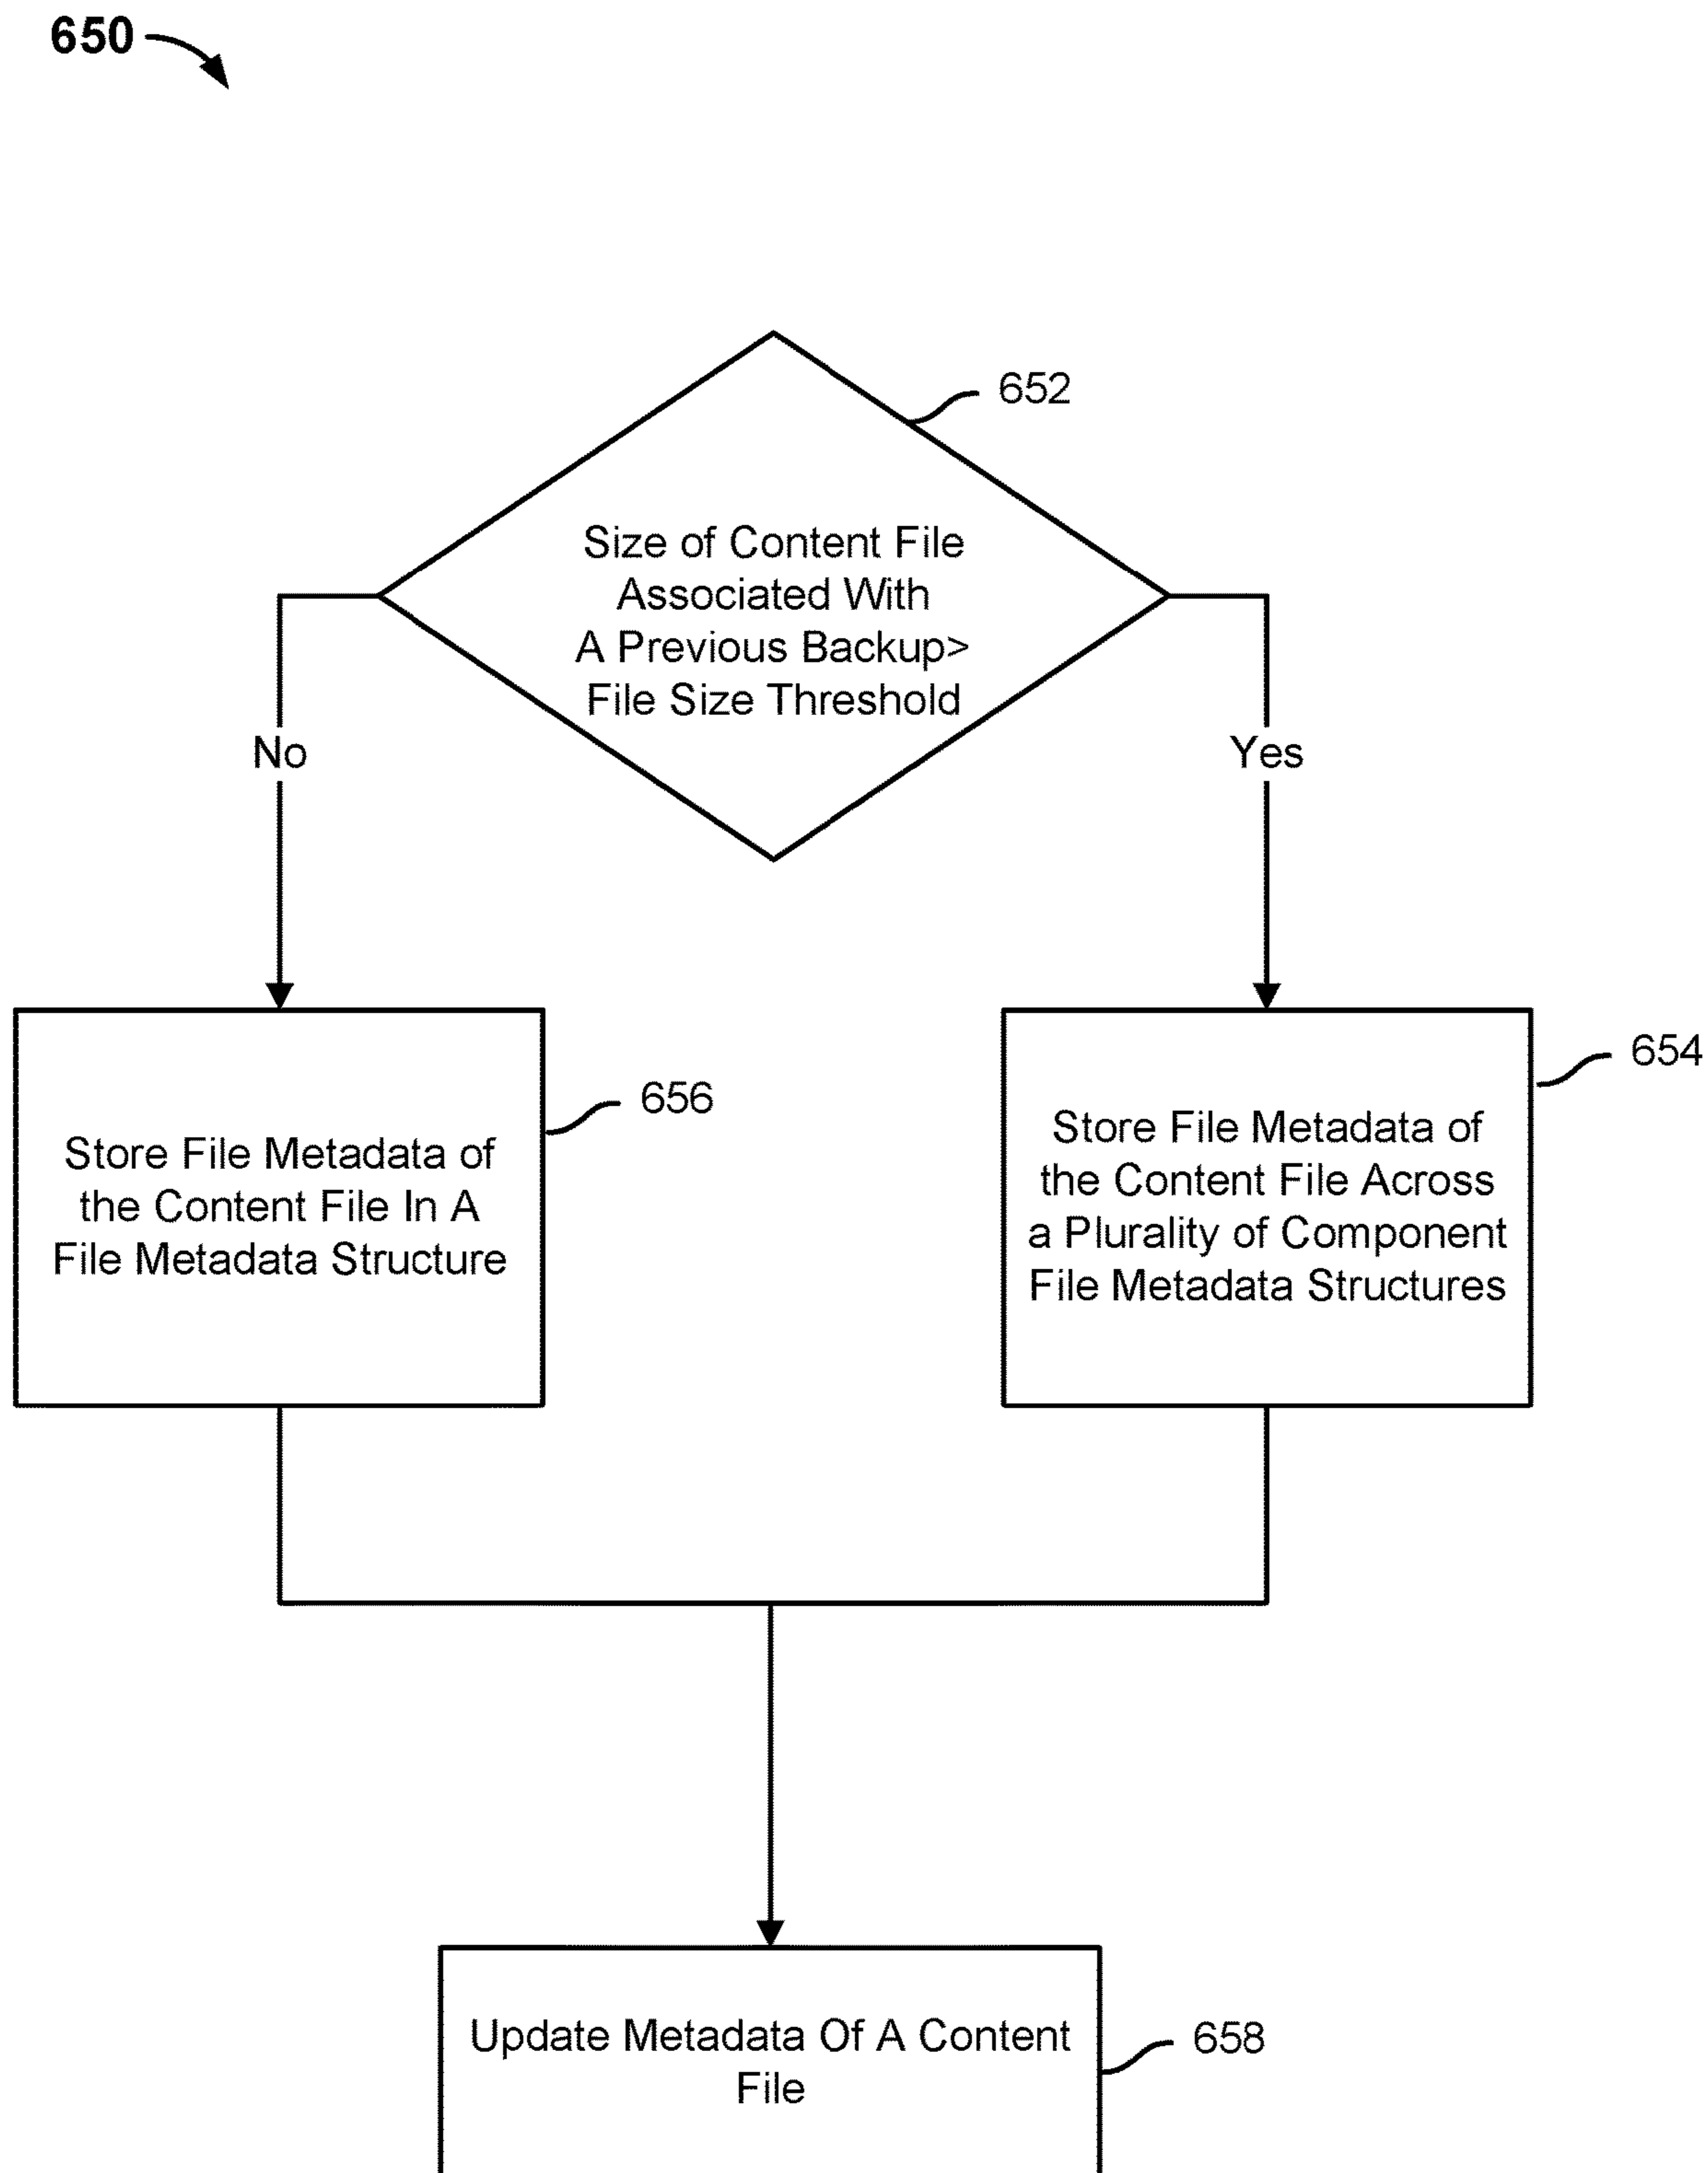 650
652
Size of Content File
Associated With
A Previous Backup>
File Size Threshold
No
Yes
654
656
Store File Metadata of
the Content File In A
File Metadata Structure
Store File Metadata of
the Content File Across
a Plurality of Component
File Metadata Structures
Update Metadata Of A Content
File
658